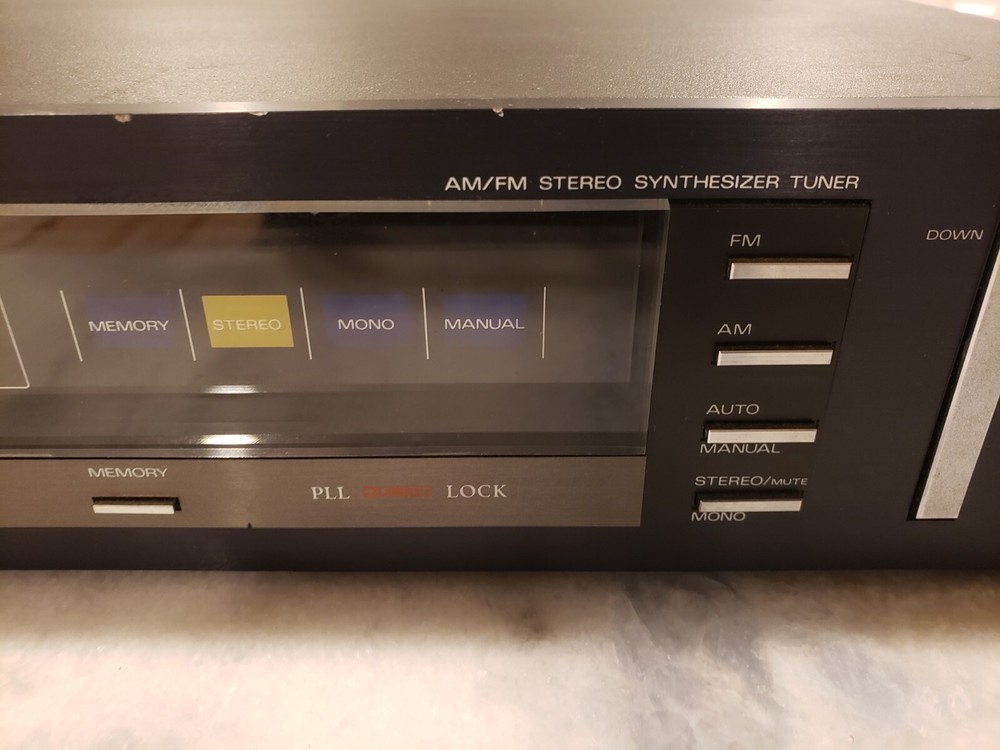 AM/FM STEREO SYNTHESIZER TUNER
FM
DOWN
AM
MEMORY STEREO MONO MANUAL
AUTO
MANUAL
MEMORY
STEREO/MUTE
MONO
PLL QUARTZ LOCK